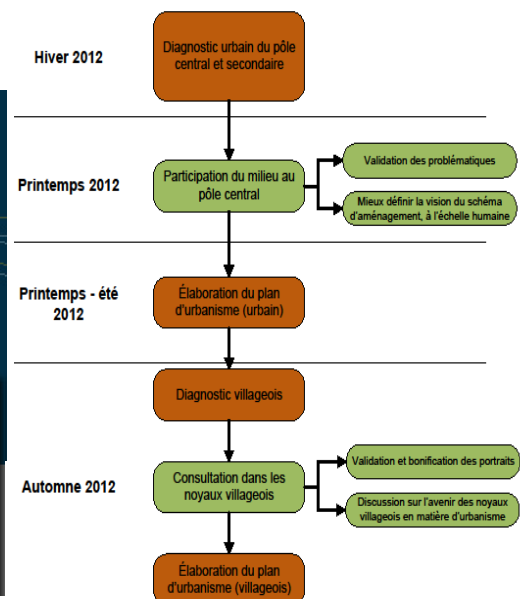 Hiver 2012
Diagnostic urbain du pôle
central et secondaire
Printemps 2012
Participation du milieu au
pôle central
Validation des problématiques
Mieux définir la vision du schéma
d'aménagement, à l'échelle humaine
Printemps - été
2012
Élaboration du plan
d'urbanisme (urbain)
Diagnostic villageois
Automne 2012
Consultation dans les
noyaux villageois
Validation et bonification des portraits
Discussion sur l'avenir des noyaux
villageois en matière d'urbanisme
Élaboration du plan
d'urbanisme (villageois)